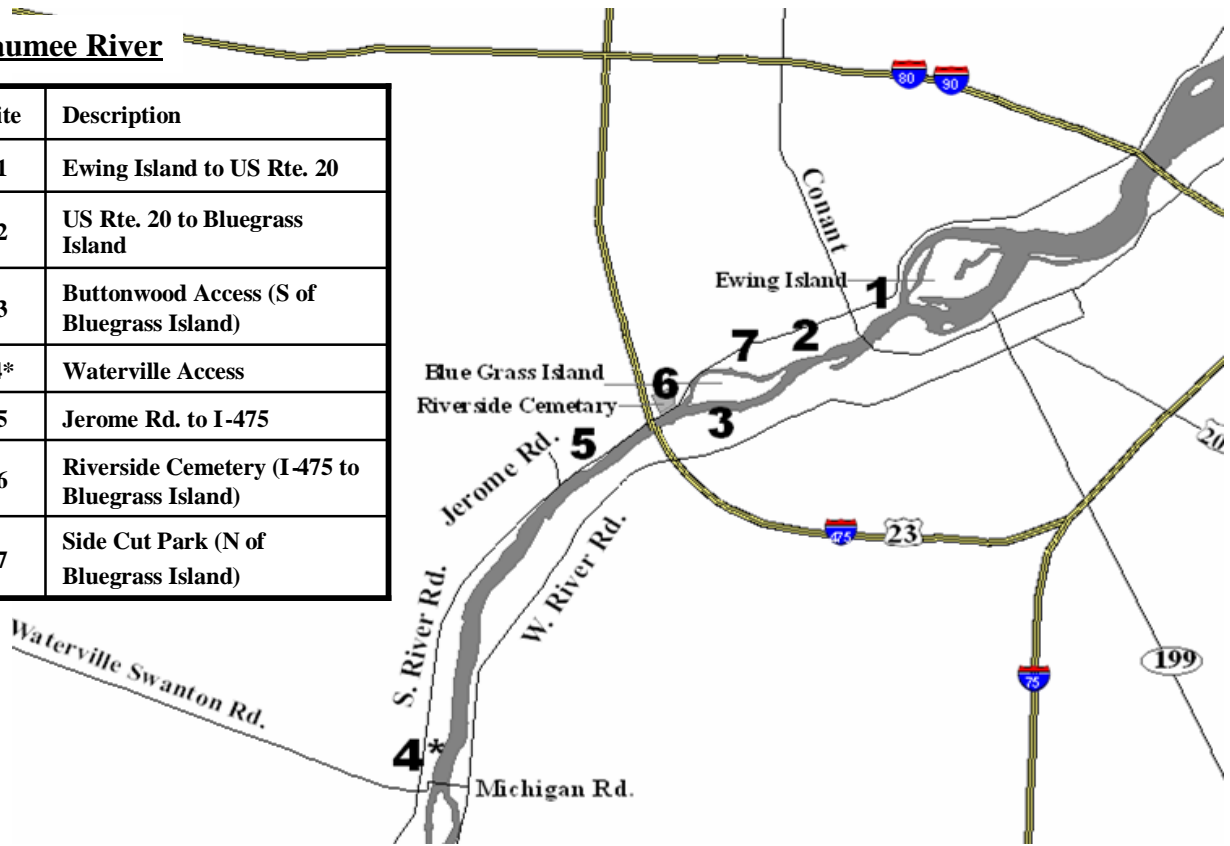 aumee River
ite Description
1 Ewing Island to US Rte. 20
2 US Rte. 20 to Bluegrass
Island
3 Buttonwood Access (S of
Bluegrass Island)
* Waterville Access
5 Jerome Rd. to I-475
6 Riverside Cemetery (I-475 to
Bluegrass Island)
7 Side Cut Park (N of
Bluegrass Island)
80
90
Conant
Ewing Island
1
7
2
Blue Grass Island
6
Riverside Cemetary
3
5
Jerome Rd.
20
475
23
W. River Rd.
S. River Rd.
Waterville Swanton Rd.
199
75
4*
Michigan Rd.